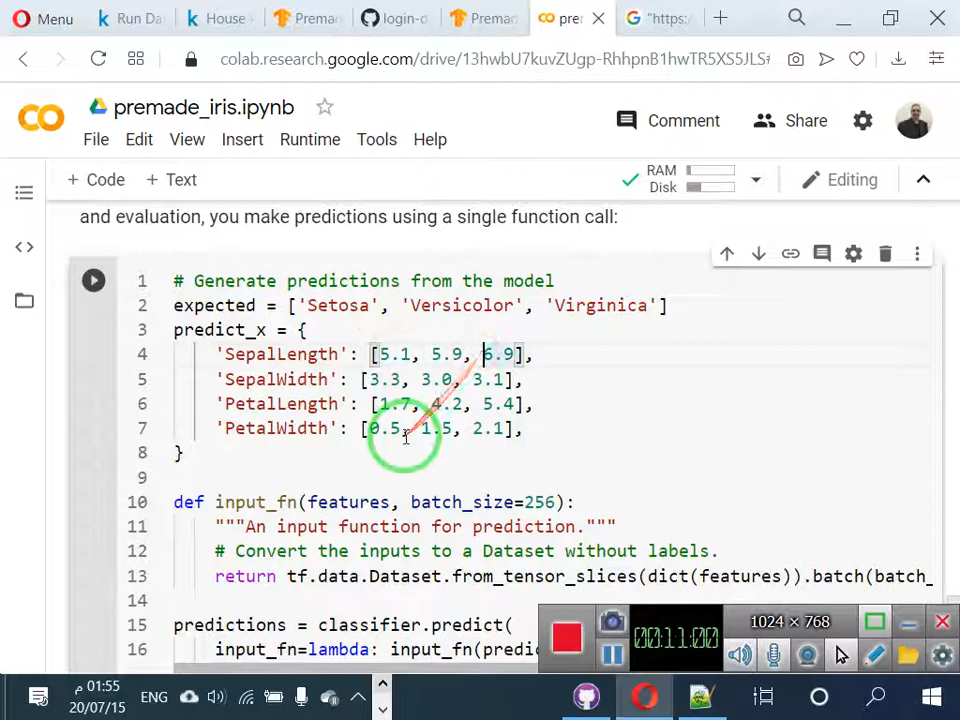 Menu
Run Da
House
Prema
login-d
Prema
pre
"https:
colab.research.google.com/drive/13hwbU7kuvZUgp-RhhpnB1hwTR5XS5JLS
premade_iris.ipynb
Comment
Share
File Edit View Insert Runtime Tools Help
+ Code + Text
RAM
Disk
Editing
and evaluation, you make predictions using a single function call:
1 # Generate predictions from the model
2 expected = ['Setosa', 'Versicolor', 'Virginica']
3 predict_x = {
4 'SepalLength': [5.1, 5.9, 6.9],
5 'SepalWidth': [3.3, 3.0, 3.1],
6 'PetalLength': [1.7, 4.2, 5.4],
7 'PetalWidth': [0.5, 1.5, 2.1],
8 }
9
10 def input_fn(features, batch_size=256):
11 """An input function for prediction."""
12 # Convert the inputs to a Dataset without labels.
13 return tf.data.Dataset.from_tensor_slices(dict(features)).batch(batch_
14
15 predictions = classifier.predict(
16 input_fn=lambda: input_fn(predic
1024 × 768
00:11:00
ENG
01:55 م
20/07/15